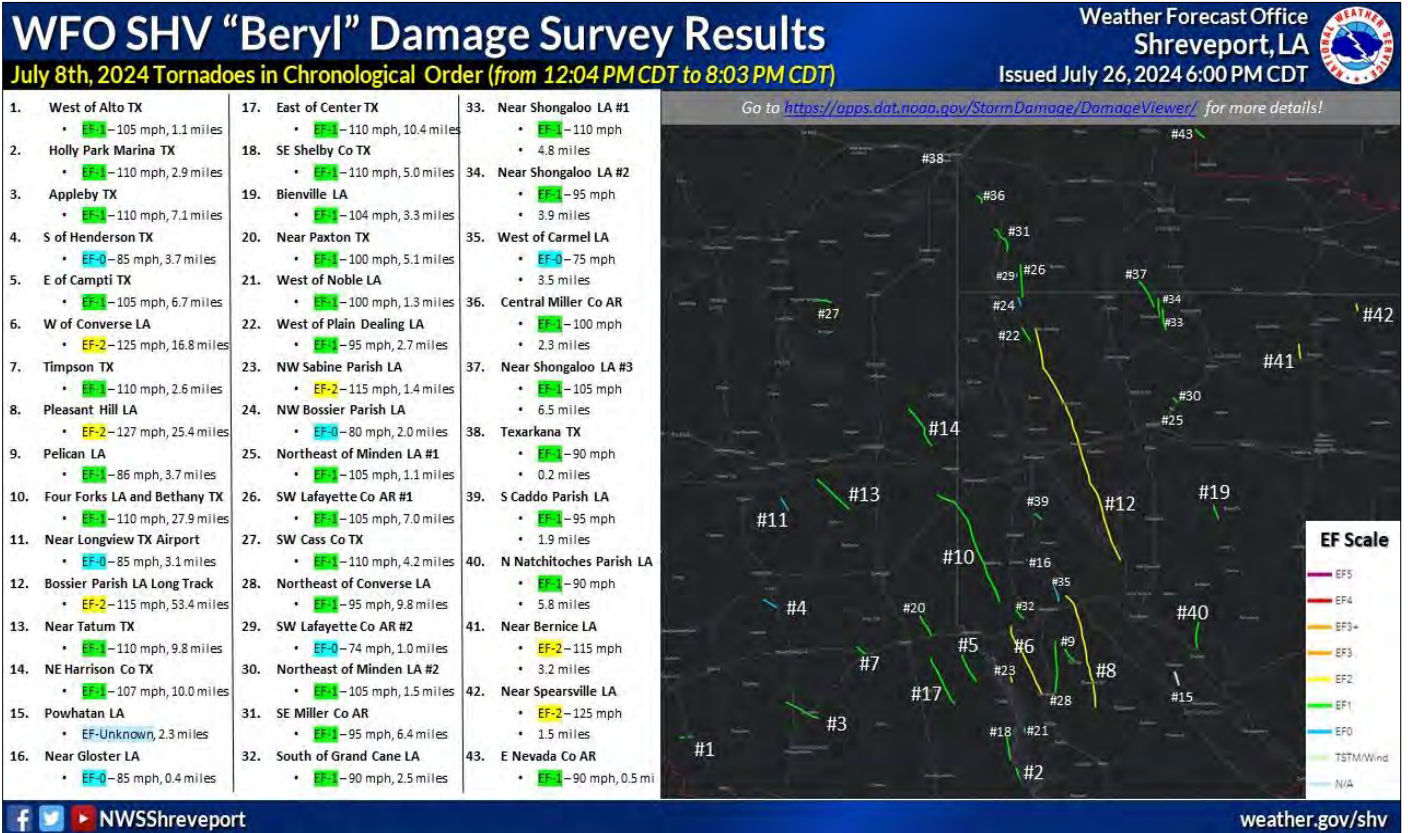 WFO SHV “Beryl” Damage Survey Results
July 8th, 2024 Tornadoes in Chronological Order (from 12:04 PM CDT to 8:03 PM CDT)
Weather Forecast Office
Shreveport, LA
Issued July 26, 2024 6:00 PM CDT
1. West of Alto TX
• EF-1 – 105 mph, 1.1 miles
2. Holly Park Marina TX
• EF-1 – 110 mph, 2.9 miles
3. Appleby TX
• EF-1 – 110 mph, 7.1 miles
4. S of Henderson TX
• EF-0 – 85 mph, 3.7 miles
5. E of Campti TX
• EF-1 – 105 mph, 6.7 miles
6. W of Converse LA
• EF-2 – 125 mph, 16.8 miles
7. Timpson TX
• EF-1 – 110 mph, 2.6 miles
8. Pleasant Hill LA
• EF-2 – 127 mph, 25.4 miles
9. Pelican LA
• EF-1 – 86 mph, 3.7 miles
10. Four Forks LA and Bethany TX
• EF-1 – 110 mph, 27.9 miles
11. Near Longview TX Airport
• EF-0 – 85 mph, 3.1 miles
12. Bossier Parish LA Long Track
• EF-2 – 115 mph, 53.4 miles
13. Near Tatum TX
• EF-1 – 110 mph, 9.8 miles
14. NE Harrison Co TX
• EF-1 – 107 mph, 10.0 miles
15. Powhatan LA
• EF-Unknown, 2.3 miles
16. Near Gloster LA
• EF-0 – 85 mph, 0.4 miles
17. East of Center TX
• EF-1 – 110 mph, 10.4 miles
18. SE Shelby Co TX
• EF-1 – 110 mph, 5.0 miles
19. Bienville LA
• EF-1 – 104 mph, 3.3 miles
20. Near Paxton TX
• EF-1 – 100 mph, 5.1 miles
21. West of Noble LA
• EF-1 – 100 mph, 1.3 miles
22. West of Plain Dealing LA
• EF-1 – 95 mph, 2.7 miles
23. NW Sabine Parish LA
• EF-2 – 115 mph, 1.4 miles
24. NW Bossier Parish LA
• EF-0 – 80 mph, 2.0 miles
25. Northeast of Minden LA #1
• EF-1 – 105 mph, 1.1 miles
26. SW Lafayette Co AR #1
• EF-1 – 105 mph, 7.0 miles
27. SW Cass Co TX
• EF-1 – 110 mph, 4.2 miles
28. Northeast of Converse LA
• EF-1 – 95 mph, 9.8 miles
29. SW Lafayette Co AR #2
• EF-0 – 74 mph, 1.0 miles
30. Northeast of Minden LA #2
• EF-1 – 105 mph, 1.5 miles
31. SE Miller Co AR
• EF-1 – 95 mph, 6.4 miles
32. South of Grand Cane LA
• EF-1 – 90 mph, 2.5 miles
33. Near Shongaloo LA #1
• EF-1 – 110 mph
• 4.8 miles
34. Near Shongaloo LA #2
• EF-1 – 95 mph
• 3.9 miles
35. West of Carmel LA
• EF-0 – 75 mph
• 3.5 miles
36. Central Miller Co AR
• EF-1 – 100 mph
• 2.3 miles
37. Near Shongaloo LA #3
• EF-1 – 105 mph
• 6.5 miles
38. Texarkana TX
• EF-1 – 90 mph
• 0.2 miles
39. S Caddo Parish LA
• EF-1 – 95 mph
• 1.9 miles
40. N Natchitoches Parish LA
• EF-1 – 90 mph
• 5.8 miles
41. Near Bernice LA
• EF-2 – 115 mph
• 3.2 miles
42. Near Spearsville LA
• EF-2 – 125 mph
• 1.5 miles
43. E Nevada Co AR
• EF-1 – 90 mph, 0.5 mi
Go to https://apps.dat.noaa.gov/StormDamage/DamageViewer/ for more details!
#43
#38
#36
#31
#29 #26
#37
#24
#34
#27
#33
#42
#22
#41
#30
#25
#14
#13
#19
#11
#39
#12
#10
#16
#35
#4
#20
#32
#40
#5
#6
#9
#7
#23
#8
#17
#28
#15
#3
#18
#21
#1
#2
EF Scale
EF5
EF4
EF3+
EF3
EF2
EF1
EF0
TSTM/Wind
N/A
NWSShreveport
weather.gov/shv